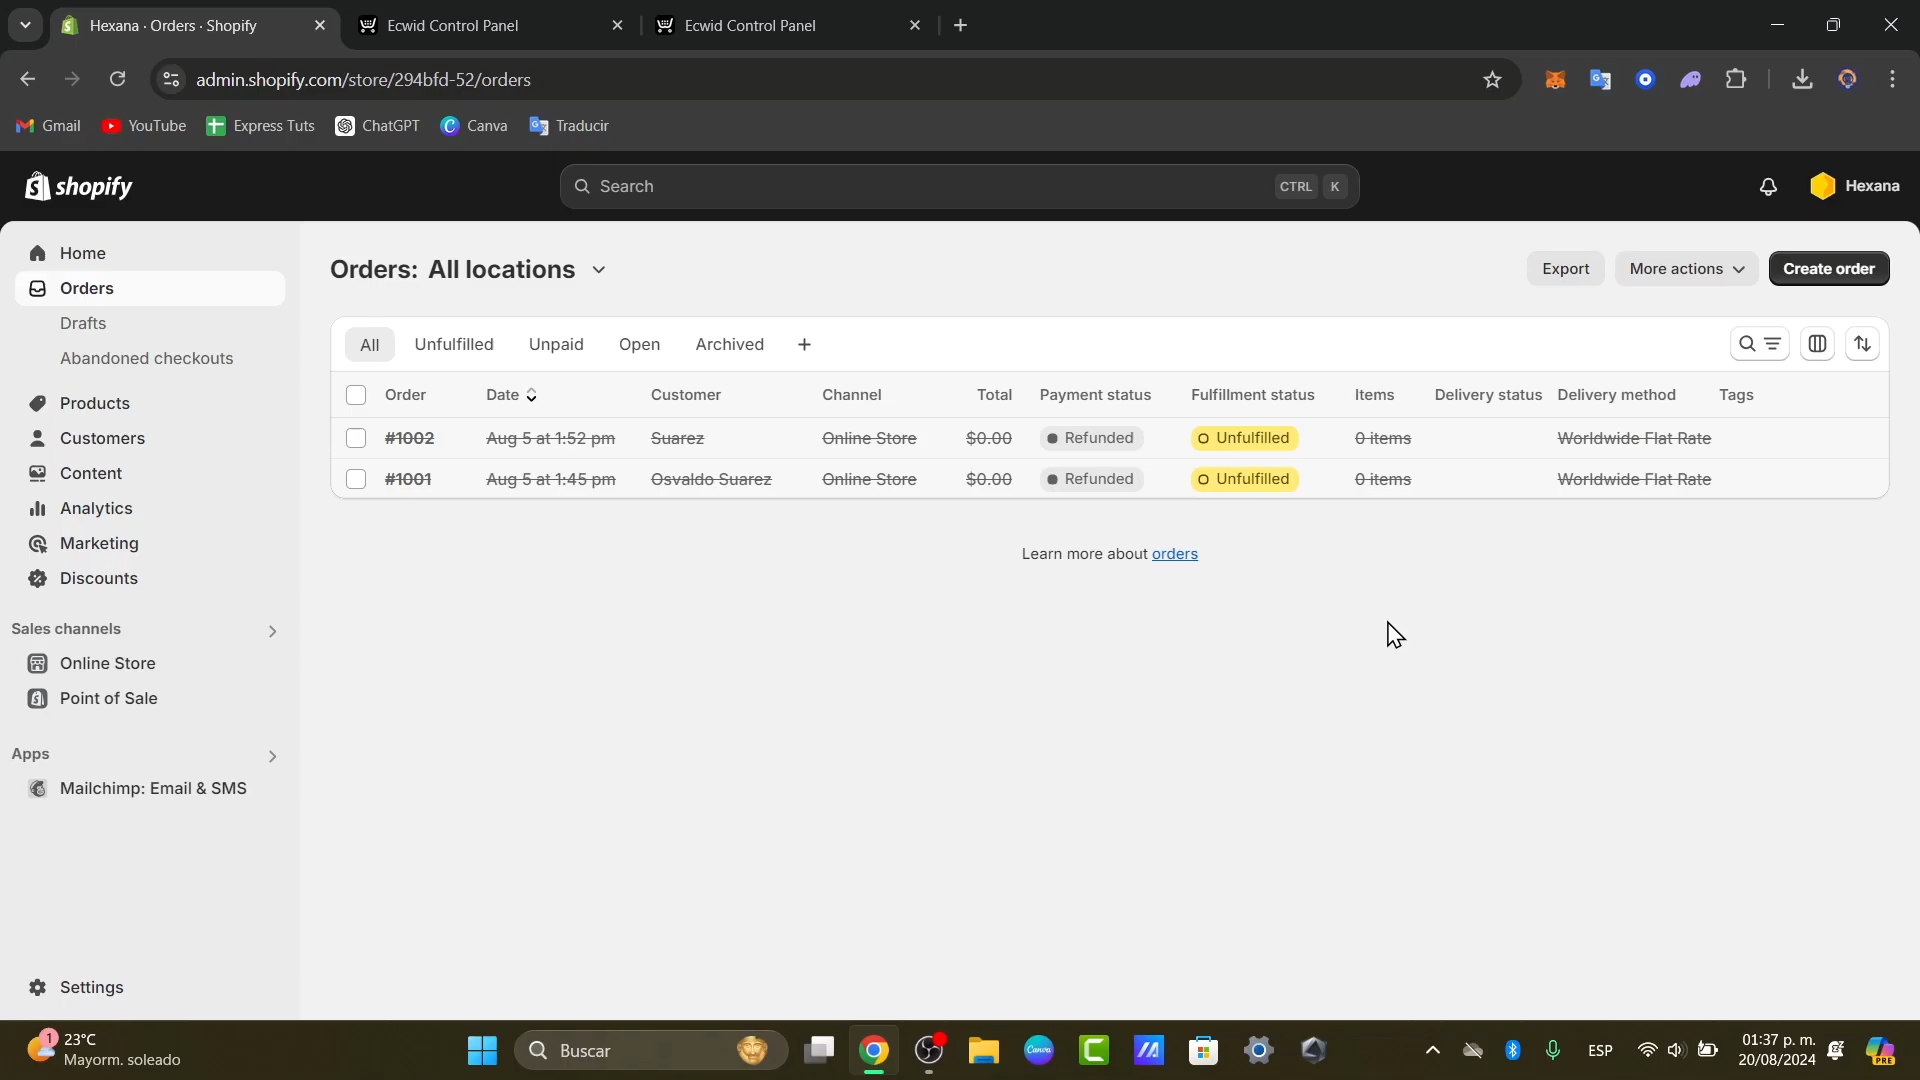 Hexana · Orders · Shopify
Ecwid Control Panel
Ecwid Control Panel
admin.shopify.com/store/294bfd-52/orders
Gmail
YouTube
Express Tuts
ChatGPT
Canva
Traducir
shopify
Search
CTRL K
Hexana
Home
Orders
Drafts
Abandoned checkouts
Products
Customers
Content
Analytics
Marketing
Discounts
Sales channels
Online Store
Point of Sale
Apps
Mailchimp: Email & SMS
Settings
Orders: All locations
Export
More actions
Create order
All Unfulfilled Unpaid Open Archived +
Order Date Customer Channel Total Payment status Fulfillment status Items Delivery status Delivery method Tags
#1002 Aug 5 at 1:52 pm Suarez Online Store $0.00 Refunded Unfulfilled 0 items Worldwide Flat Rate
#1001 Aug 5 at 1:45 pm Osvaldo Suarez Online Store $0.00 Refunded Unfulfilled 0 items Worldwide Flat Rate
Learn more about orders
1
23°C
Mayorm. soleado
Buscar
Canva
ESP
01:37 p. m.
20/08/2024
PRE